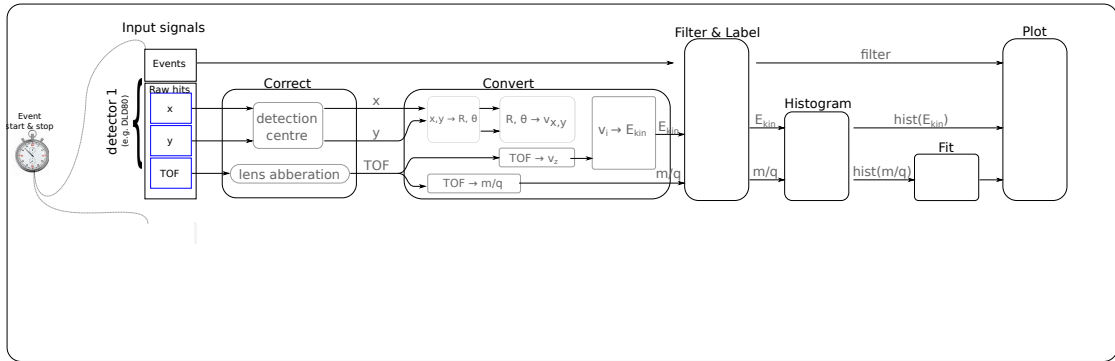 Input signals
Events
Raw hits
x
y
TOF
detector 1
(e.g. DLD80)
Event
start & stop
Correct
detection
centre
lens abberation
x
y
TOF
Convert
x,y → R, θ
R, θ → vx,y
TOF → vz
TOF → m/q
vi → Ekin
Ekin
m/q
Filter & Label
filter
Ekin
m/q
Histogram
hist(Ekin)
hist(m/q)
Fit
Plot